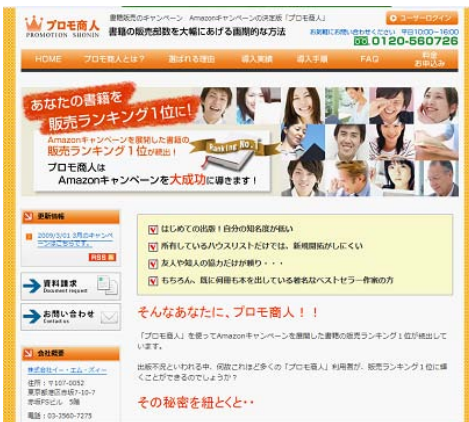 書籍販売のキャンペーン Amazonキャンペーンの決定版「プロモ商人」
ユーザーログイン
プロモ商人
PROMOTION SHONIN
書籍の販売部数を大幅にあげる画期的な方法
お気軽にお問い合わせください 平日10:00〜16:00
0120-560726
HOME
プロモ商人とは?
選ばれる理由
導入実績
導入手順
FAQ
料金
お申込み
あなたの書籍を
販売ランキング1位に!
Amazonキャンペーンを展開した書籍の
販売ランキング1位が続出!
Ranking No.1
プロモ商人は
Amazonキャンペーンを大成功に導きます!
更新情報
2009/3/01 3月のキャンペ
ーンはこちらです。
RSS
資料請求
Document request
お問い合わせ
Contact us
会社概要
株式会社イー・エム・ズィー
住所:〒107-0052
東京都港区赤坂7-10-7
赤坂FSビル 5階
電話:03-3560-7275
はじめての出版!自分の知名度が低い
所有しているハウスリストだけでは、新規開拓がしにくい
友人や知人の協力だけが頼り・・・
もちろん、既に何冊も本を出している著名なベストセラー作家の方
そんなあなたに、プロモ商人!!
「プロモ商人」を使ってAmazonキャンペーンを展開した書籍の販売ランキング1位が続出して
います。
出版不況といわれる中、何故これほど多くの「プロモ商人」利用者が、販売ランキング1位に輝
くことができるのでしょうか?
その秘密を紐とくと・・